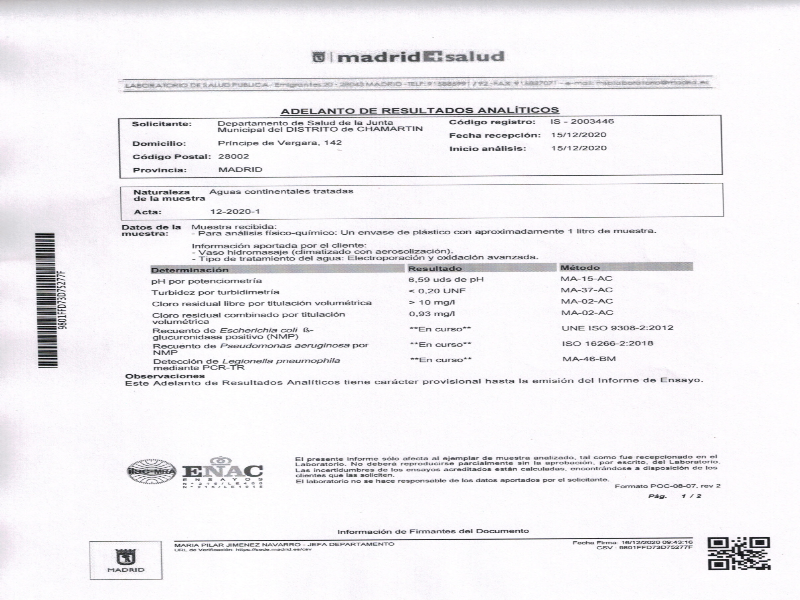 madrid salud
LABORATORIO DE SALUD PÚBLICA - Emigrantes 20 - 28043 MADRID - TELF: 91
ADELANTO DE RESULTADOS ANALÍTICOS
Solicitante: Departamento de Salud de la Junta Municipal del DISTRITO DE CHAMARTIN
Código registro: IS - 2003446
Fecha recepción: 15/12/2020
Domicilio: Príncipe de Vergara, 142
Inicio análisis: 15/12/2020
Código Postal: 28002
Provincia: MADRID
Naturaleza de la muestra Aguas continentales tratadas
Acta: 12-2020-1
Datos de la muestra: Muestra recibida:
- Para análisis físico-químico: Un envase de plástico con aproximadamente 1 litro de muestra.
Información aportada por el cliente:
- Vaso hidromasaje (climatizado con aerosolización).
- Tipo de tratamiento del agua: Electroporación y oxidación avanzada.
Determinación Resultado Método
pH por potenciometría 6,59 uds de pH MA-15-AC
Turbidez por turbidimetría < 0,20 UNF MA-37-AC
Cloro residual libre por titulación volumétrica > 10 mg/l MA-02-AC
Cloro residual combinado por titulación volumétrica 0,93 mg/l MA-02-AC
Recuento de Escherichia coli ß-glucuronidasa positivo (NMP) **En curso** UNE ISO 9308-2:2012
Recuento de Pseudomonas aeruginosa por NMP **En curso** ISO 16266-2:2018
Detección de Legionella pneumophila mediante PCR-TR **En curso** MA-46-BM
Observaciones
Este Adelanto de Resultados Analíticos tiene carácter provisional hasta la emisión del Informe de Ensayo.
9801FFD73D75277F
ilac-MRA
ENAC
ENSAYOS
El presente informe sólo afecta al ejemplar de muestra analizado, tal como fue recepcionado en el
Laboratorio. No deberá reproducirse parcialmente sin la aprobación, por escrito, del Laboratorio.
Las incertidumbres de los ensayos acreditados están calculadas, encontrándose a disposición de los
clientes que las soliciten.
El laboratorio no se hace responsable de los datos aportados por el solicitante.
Formato POC-08-07, rev 2
Pág. 1 / 2
Información de Firmantes del Documento
MADRID
MARIA PILAR JIMENEZ NAVARRO - JEFA DEPARTAMENTO
URL de Verificación: https://sede.madrid.es/csv
Fecha Firma: 16/12/2020 09:43:16
CSV : 9801FFD73D75277F